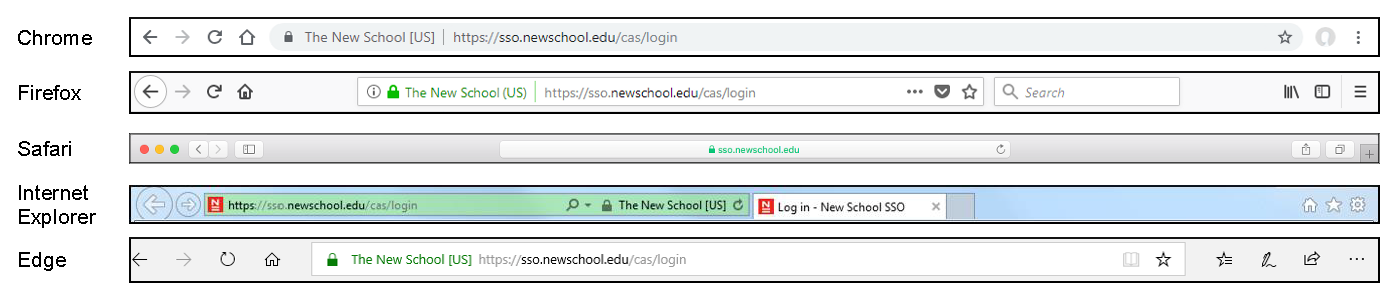 Chrome The New School [US] | https://sso.newschool.edu/cas/login
Firefox The New School (US) | https://sso.newschool.edu/cas/login Search
Safari sso.newschool.edu
Internet
Explorer https://sso.newschool.edu/cas/login The New School [US] N Log in - New School SSO
Edge The New School [US] https://sso.newschool.edu/cas/login